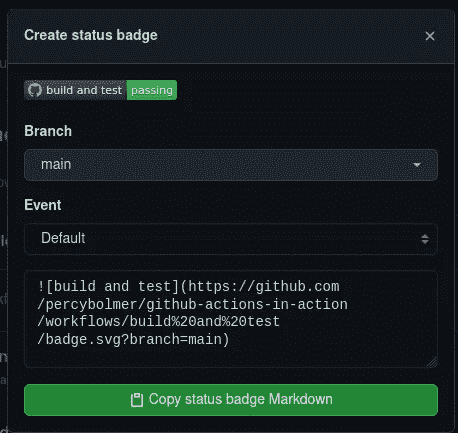 Create status badge
build and test passing
Branch
main
Event
Default
![build and test](https://github.com
/percybolmer/github-actions-in-action
/workflows/build%20and%20test
/badge.svg?branch=main)
Copy status badge Markdown